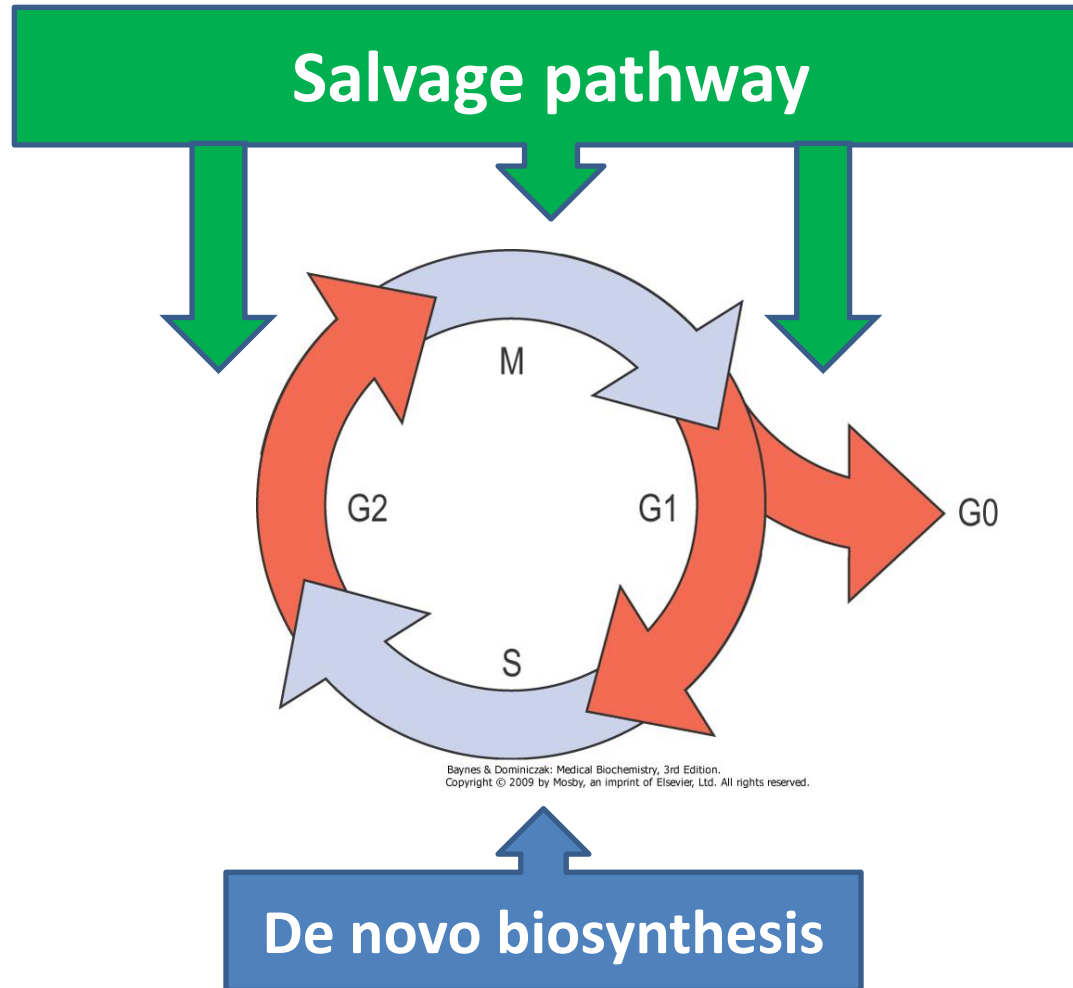 Salvage pathway
M
G2
G1
G0
S
Baynes & Dominiczak: Medical Biochemistry, 3rd Edition.
Copyright © 2009 by Mosby, an imprint of Elsevier, Ltd. All rights reserved.
De novo biosynthesis